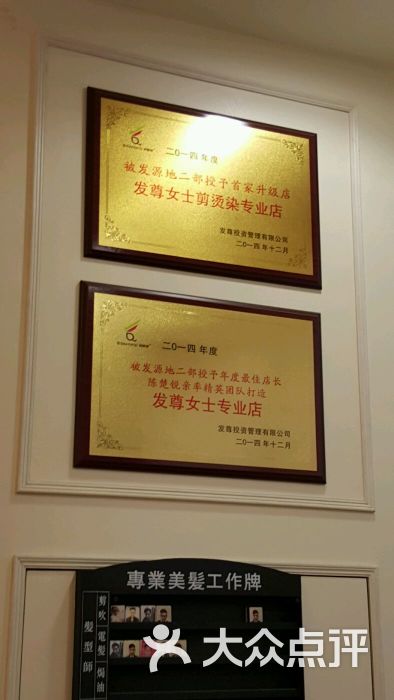 二〇一四 年度
被发源地二部授予首家升级店
发尊女士剪烫染专业店
发尊投资管理有限公司
二〇一四 年十二月
二〇一四 年度
被发源地二部授予年度最佳店长
陈楚锐亲率精英团队打造
发尊女士专业店
发尊投资管理有限公司
二〇一四 年十二月
專業美髮工作牌
髮型師
剪吹
電髮
焗油
大众点评